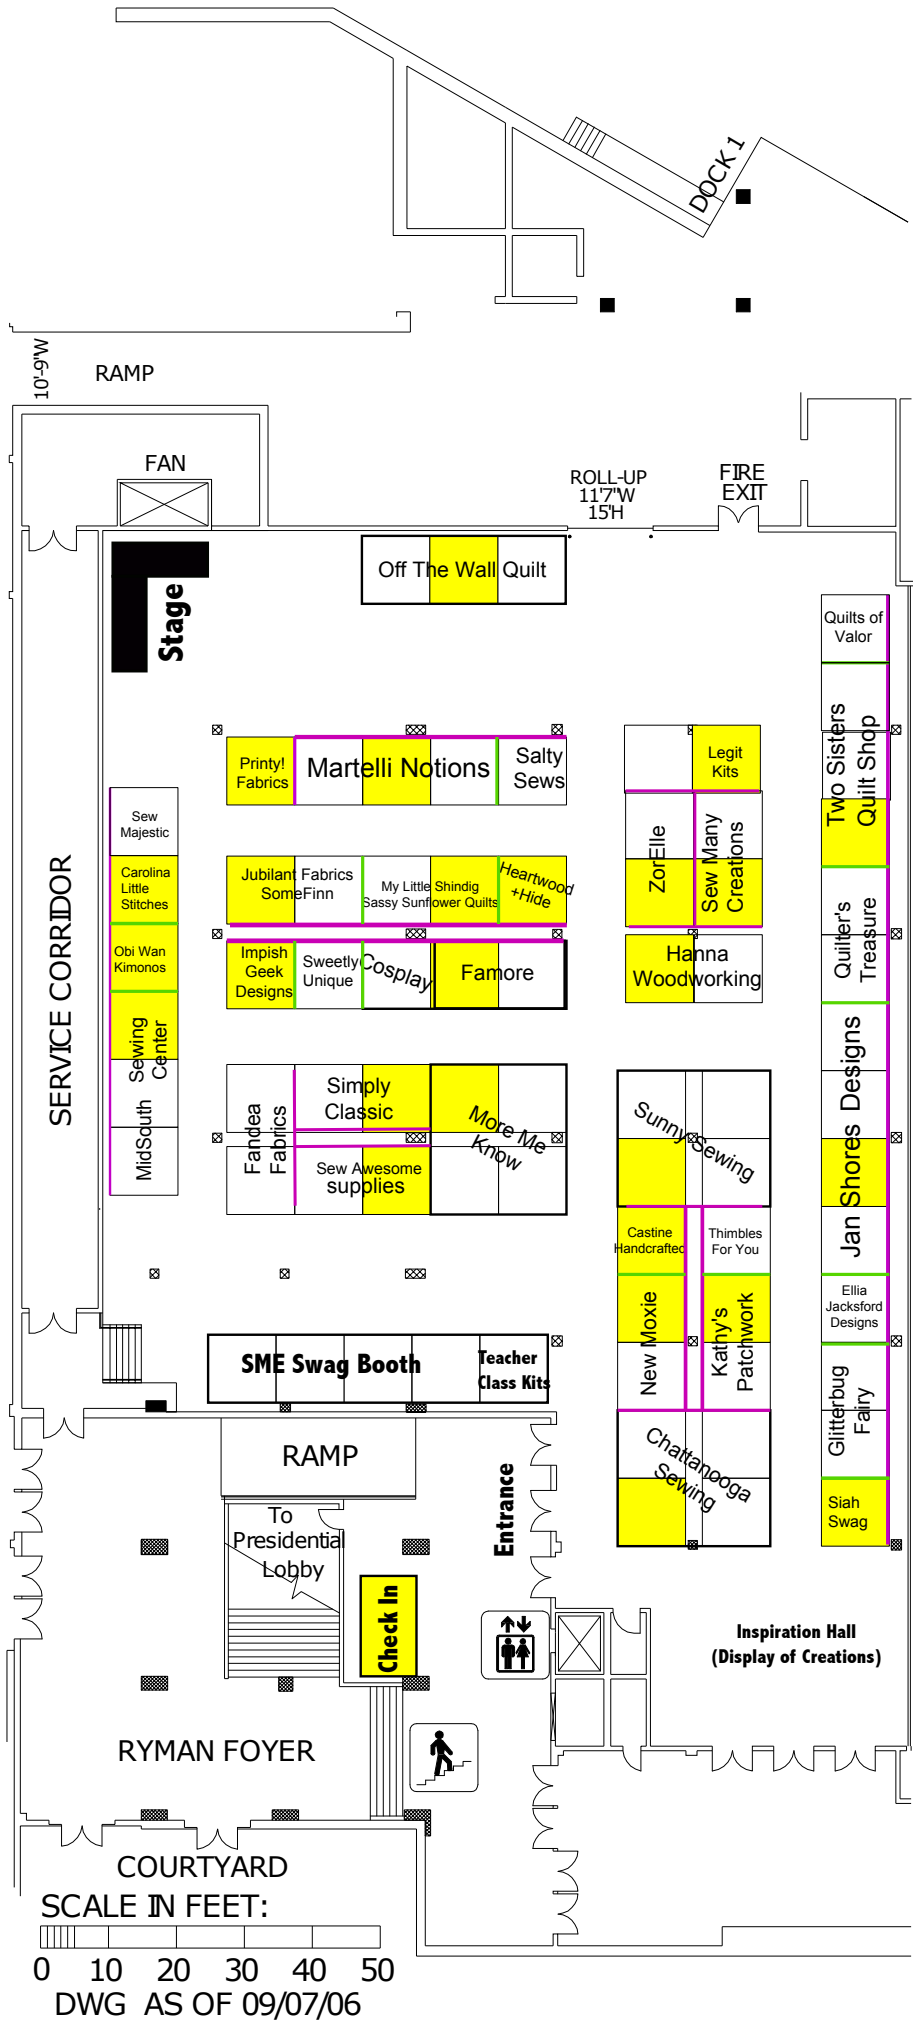 DOCK 1
10'-9"W
RAMP
FAN
ROLL-UP
11'7"W
15'H
FIRE
EXIT
Stage
Off The Wall Quilt
Quilts of
Valor
Two Sisters
Quilt Shop
Printy!
Fabrics
Martelli Notions
Salty
Sews
Legit
Kits
Sew
Majestic
Carolina
Little
Stitches
Obi Wan
Kimonos
MidSouth Sewing
Center
SERVICE CORRIDOR
Jubilant Fabrics
SomeFinn
My Little Shindig
Sassy Sunflower Quilts
Heartwood
+Hide
ZorElle
Sew Many
Creations
Quilter's
Treasure
Impish
Geek
Designs
Sweetly
Unique
Cosplay
Famore
Hanna
Woodworking
Jan Shores Designs
Fandea
Fabrics
Simply
Classic
Sew Awesome
supplies
More Me
Know
Sunny Sewing
Castine
Handcrafted
Thimbles
For You
New Moxie
Kathy's
Patchwork
Ellia
Jacksford
Designs
Glitterbug
Fairy
SME Swag Booth
Teacher
Class Kits
Chattanooga
Sewing
Siah
Swag
RAMP
To
Presidential
Lobby
Entrance
Check In
Inspiration Hall
(Display of Creations)
RYMAN FOYER
COURTYARD
SCALE IN FEET:
0 10 20 30 40 50
DWG AS OF 09/07/06